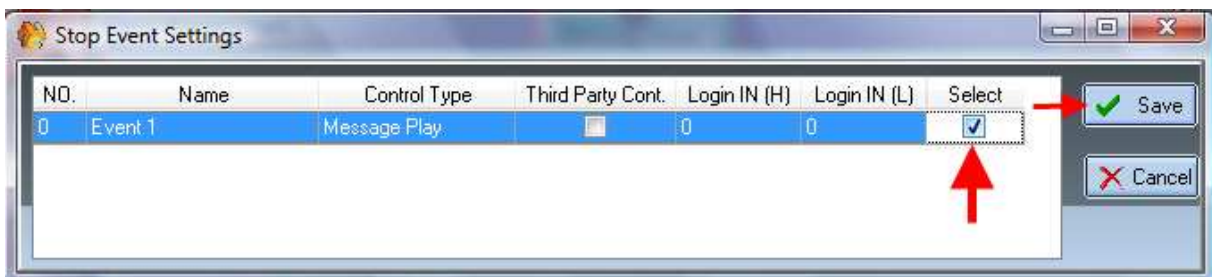 Stop Event Settings
NO. Name Control Type Third Party Cont. Login IN (H) Login IN (L) Select
Save
0 Event 1 Message Play 0 0
Cancel